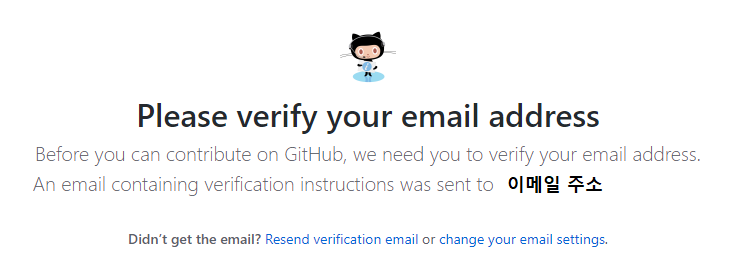 Please verify your email address
Before you can contribute on GitHub, we need you to verify your email address.
An email containing verification instructions was sent to 이메일 주소
Didn't get the email? Resend verification email or change your email settings.